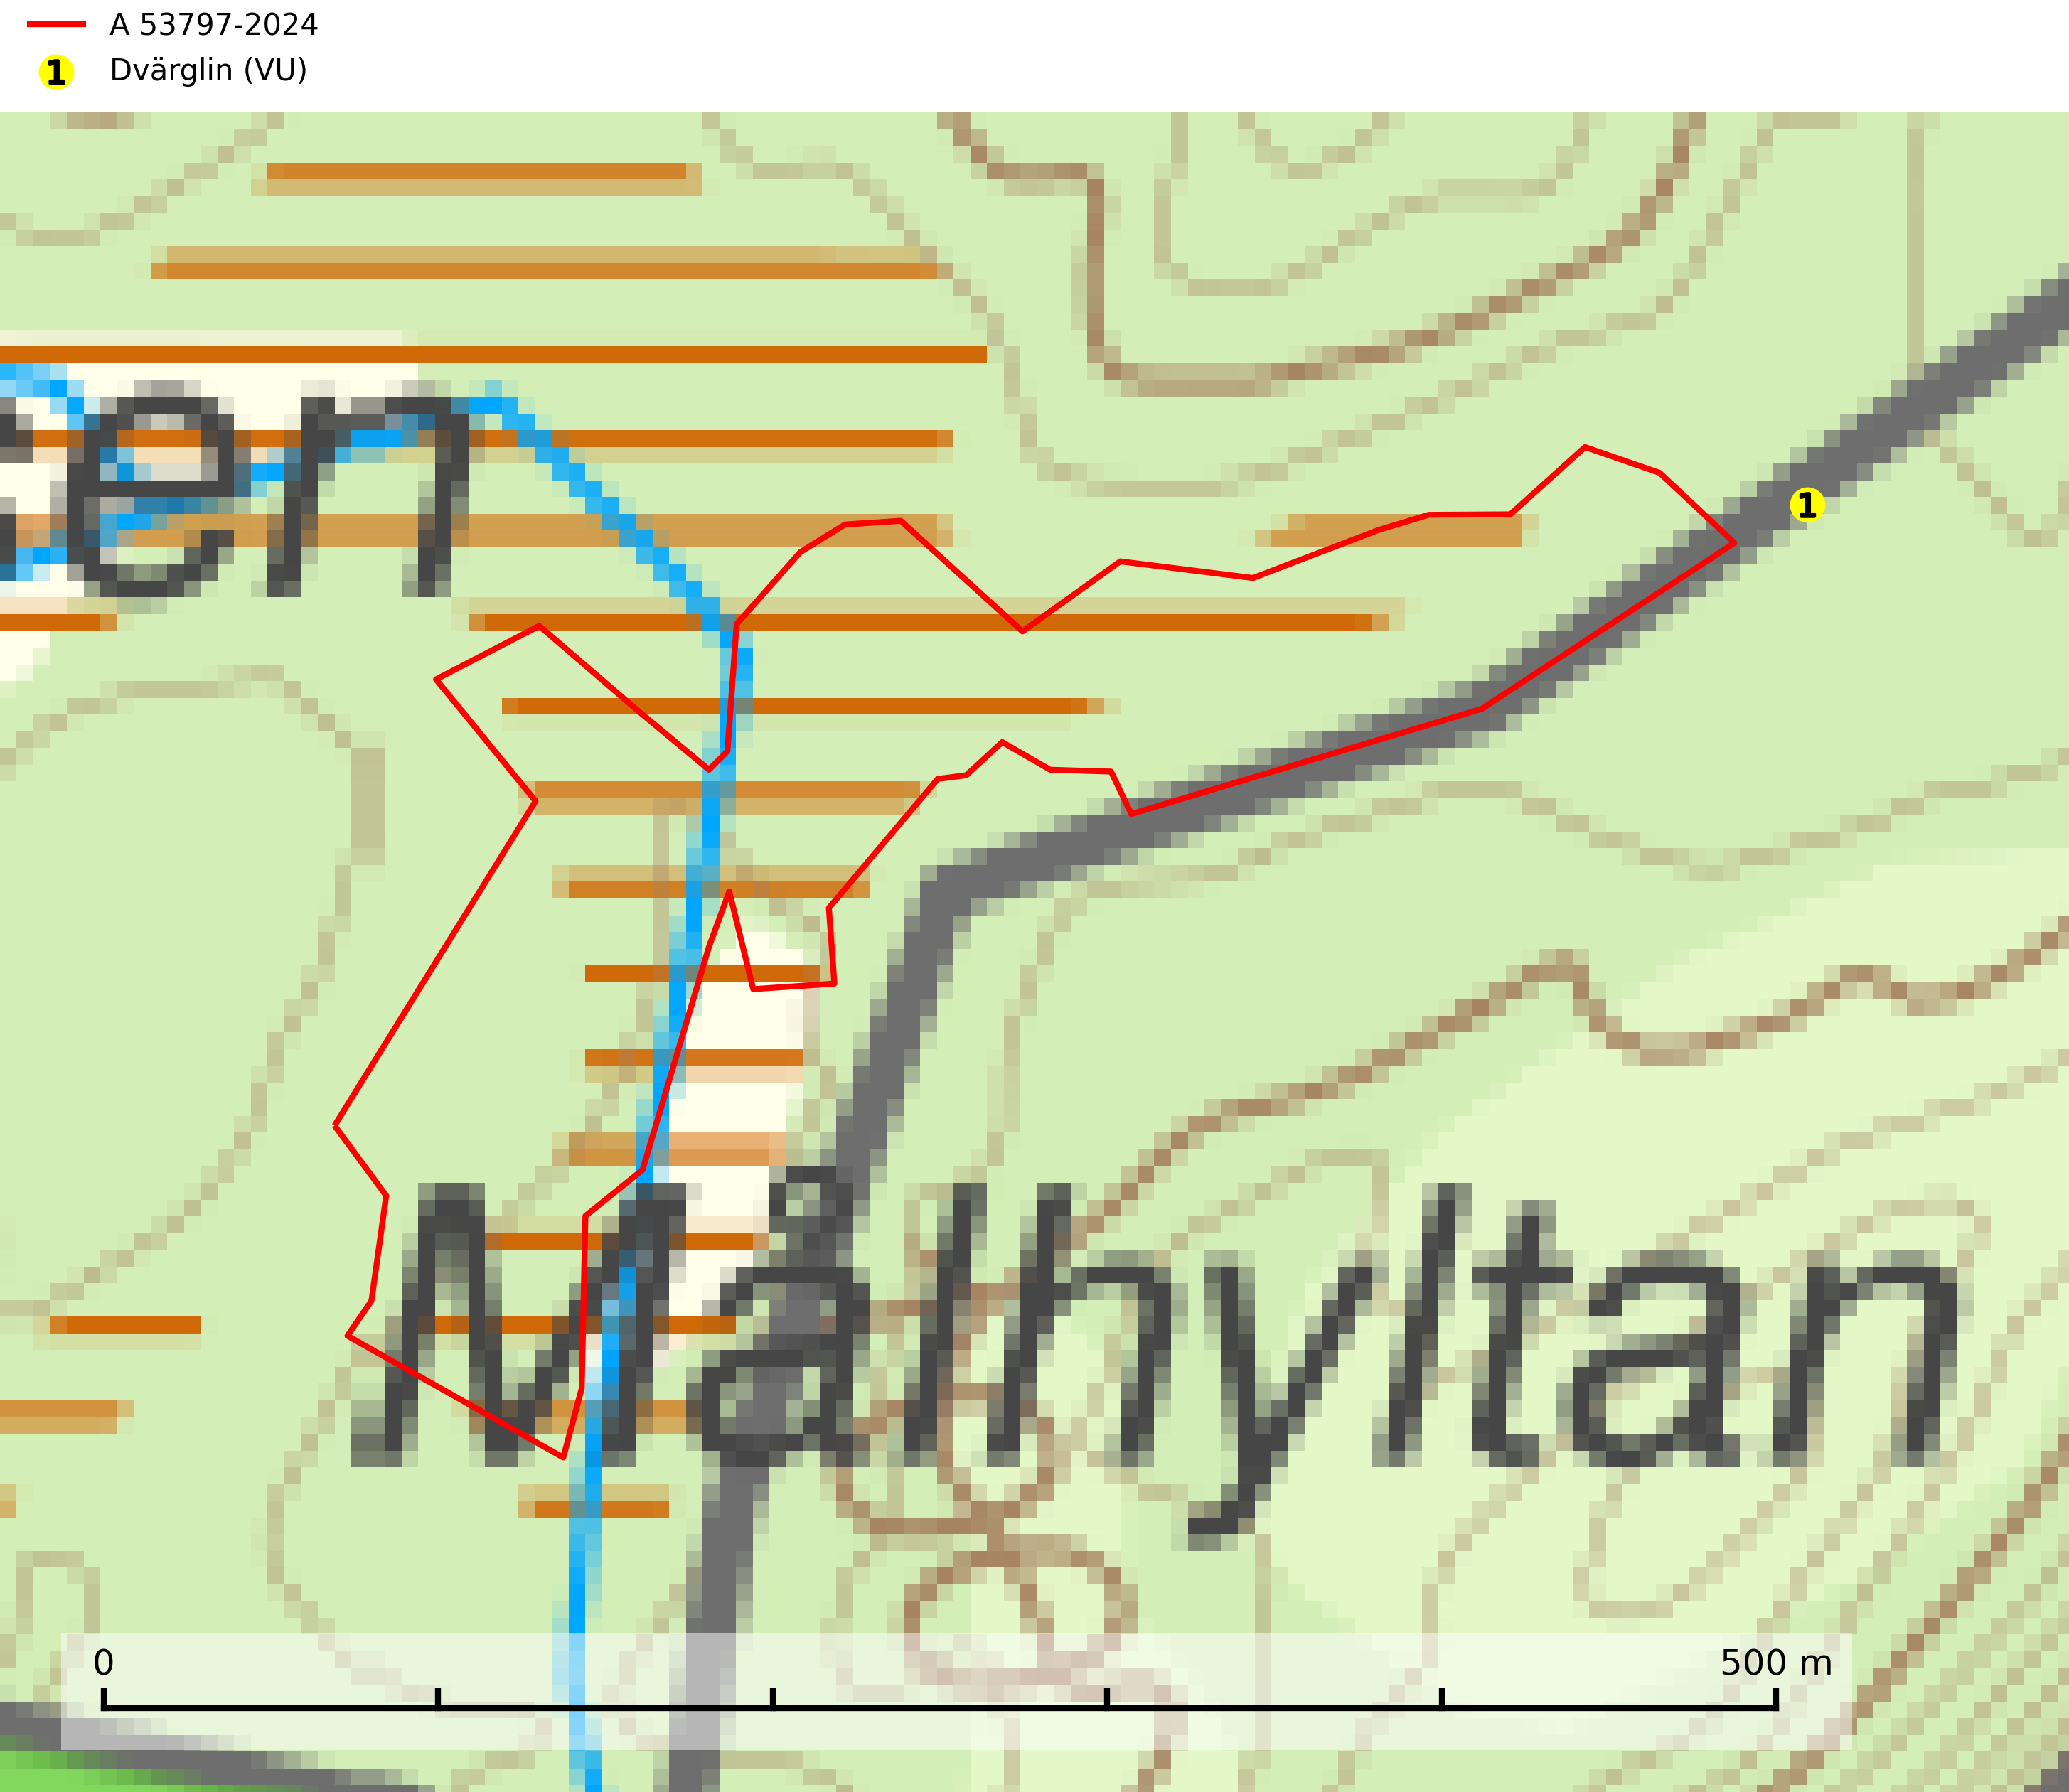 A 53797-2024
1 Dvärglin (VU)
en
1
Målhyltan
0 500 m